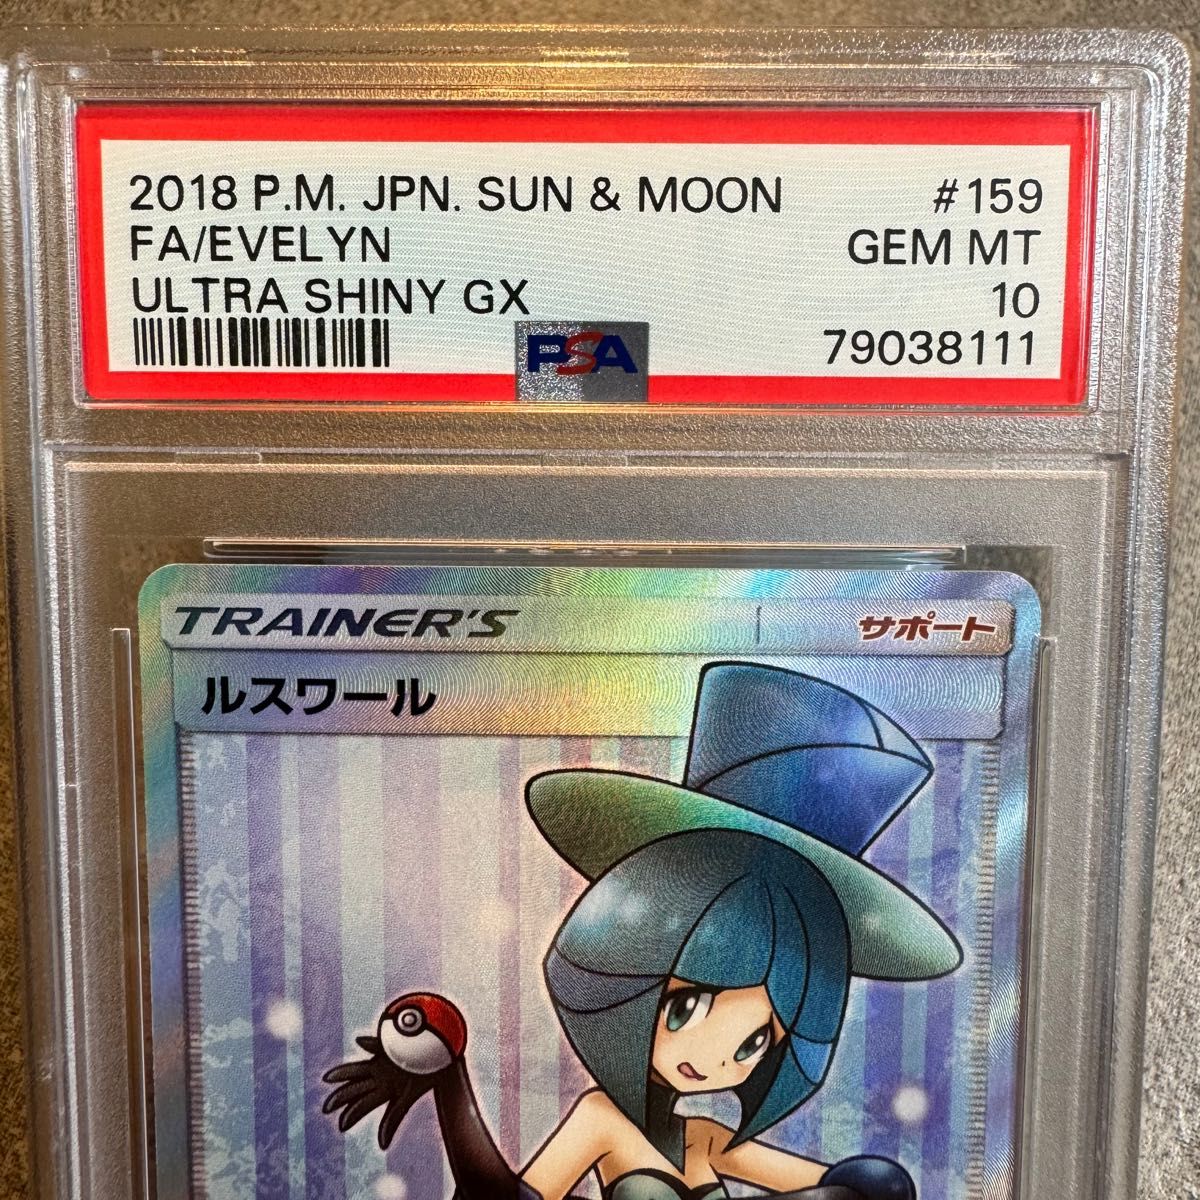 2018 P.M. JPN. SUN & MOON #159
FA/EVELYN GEM MT
ULTRA SHINY GX 10
PSA 79038111
TRAINER'S サポート
ルスワール